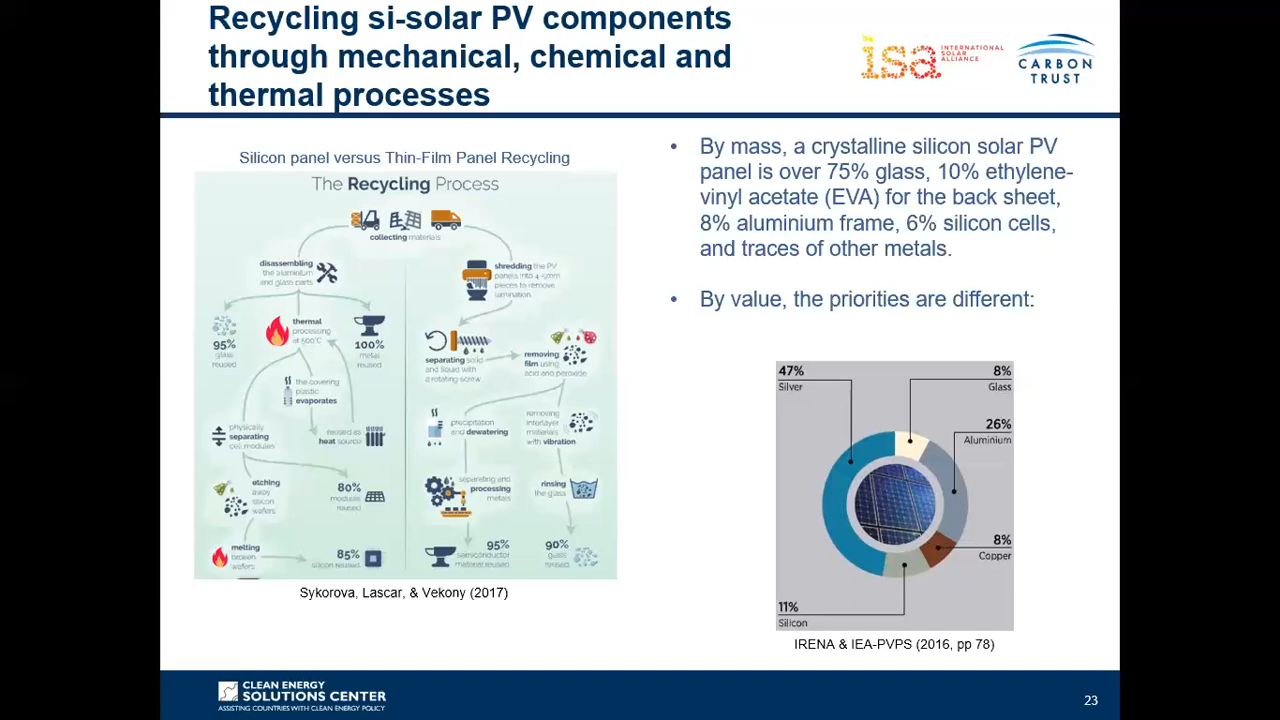 Recycling si-solar PV components
through mechanical, chemical and
thermal processes
isa INTERNATIONAL
SOLAR
ALLIANCE
CARBON
TRUST
Silicon panel versus Thin-Film Panel Recycling
The Recycling Process
collecting materials
disassembling
the aluminium
and glass parts
95%
glass
reused
thermal
processing
at 500°C
100%
metal
reused
the covering
plastic
evaporates
physically
separating
cell modules
reused as
heat source
etching
away
silicon
wafers
80%
modules
reused
melting
broken
wafers
85%
silicon reused
shredding the PV
panels into 4-5mm
pieces to remove
lamination
separating solid
and liquid with
a rotating screw
removing
film using
acid and peroxide
precipitation
and dewatering
removing
interlayer
materials
with vibration
separating and
processing
metals
rinsing
the glass
95%
semiconductor
material reused
90%
glass
reused
Sykorova, Lascar, & Vekony (2017)
• By mass, a crystalline silicon solar PV
panel is over 75% glass, 10% ethylene-
vinyl acetate (EVA) for the back sheet,
8% aluminium frame, 6% silicon cells,
and traces of other metals.
• By value, the priorities are different:
47%
Silver
8%
Glass
26%
Aluminium
8%
Copper
11%
Silicon
IRENA & IEA-PVPS (2016, pp 78)
CLEAN ENERGY
SOLUTIONS CENTER
ASSISTING COUNTRIES WITH CLEAN ENERGY POLICY
23